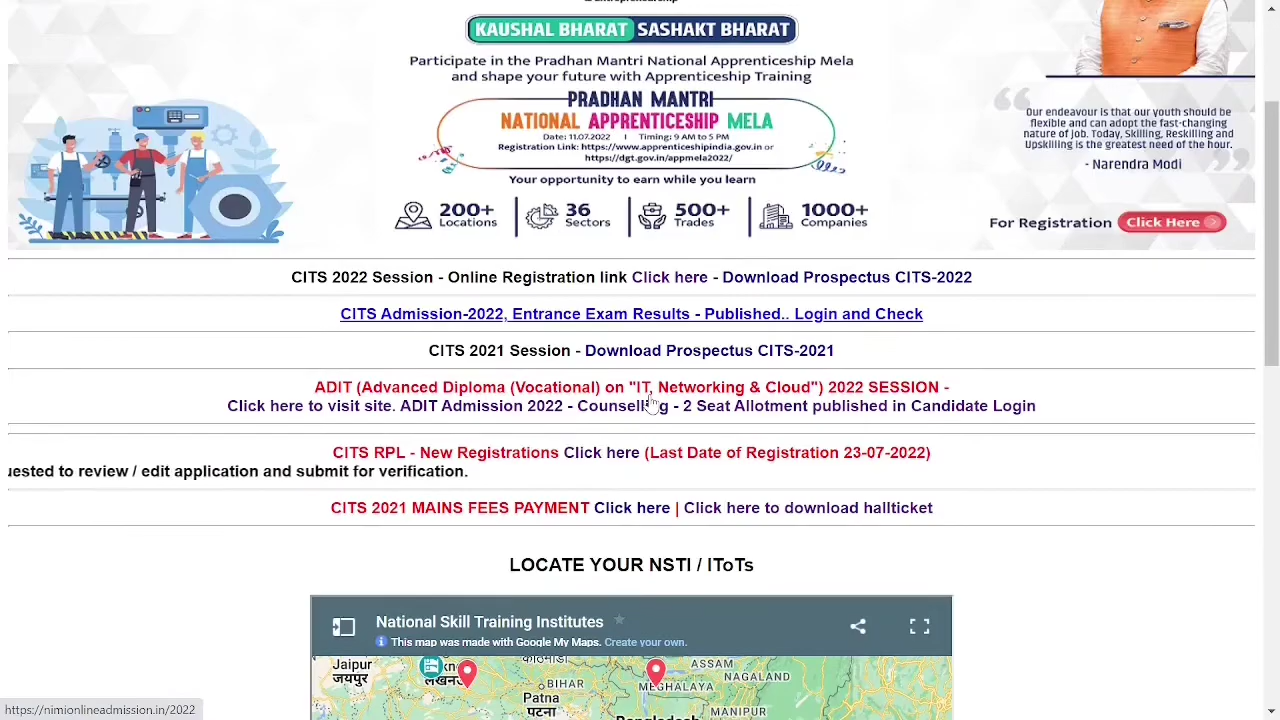 KAUSHAL BHARAT SASHAKT BHARAT
Participate in the Pradhan Mantri National Apprenticeship Mela
and shape your future with Apprenticeship Training
PRADHAN MANTRI
NATIONAL APPRENTICESHIP MELA
Date: 11.07.2022 I Timing: 9 AM to 5 PM
Registration Link: https://www.apprenticeshipindia.gov.in or
https://dgt.gov.in/appmela2022/
Your opportunity to earn while you learn
200+ Locations
36 Sectors
500+ Trades
1000+ Companies
“ Our endeavour is that our youth should be
flexible and can adopt the fast-changing
nature of job. Today, Skilling, Reskilling and
Upskilling is the greatest need of the hour. ”
- Narendra Modi
For Registration Click Here
CITS 2022 Session - Online Registration link Click here - Download Prospectus CITS-2022
CITS Admission-2022, Entrance Exam Results - Published.. Login and Check
CITS 2021 Session - Download Prospectus CITS-2021
ADIT (Advanced Diploma (Vocational) on "IT, Networking & Cloud") 2022 SESSION -
Click here to visit site. ADIT Admission 2022 - Counselling - 2 Seat Allotment published in Candidate Login
CITS RPL - New Registrations Click here (Last Date of Registration 23-07-2022)
uested to review / edit application and submit for verification.
CITS 2021 MAINS FEES PAYMENT Click here | Click here to download hallticket
LOCATE YOUR NSTI / IToTs
National Skill Training Institutes
This map was made with Google My Maps. Create your own.
Jaipur
जयपुर
लखनऊ
BIHAR
Patna
पटना
ASSAM
NAGALAND
MEGHALAYA
MANIPUR
Bangladesh
https://nimionlineadmission.in/2022